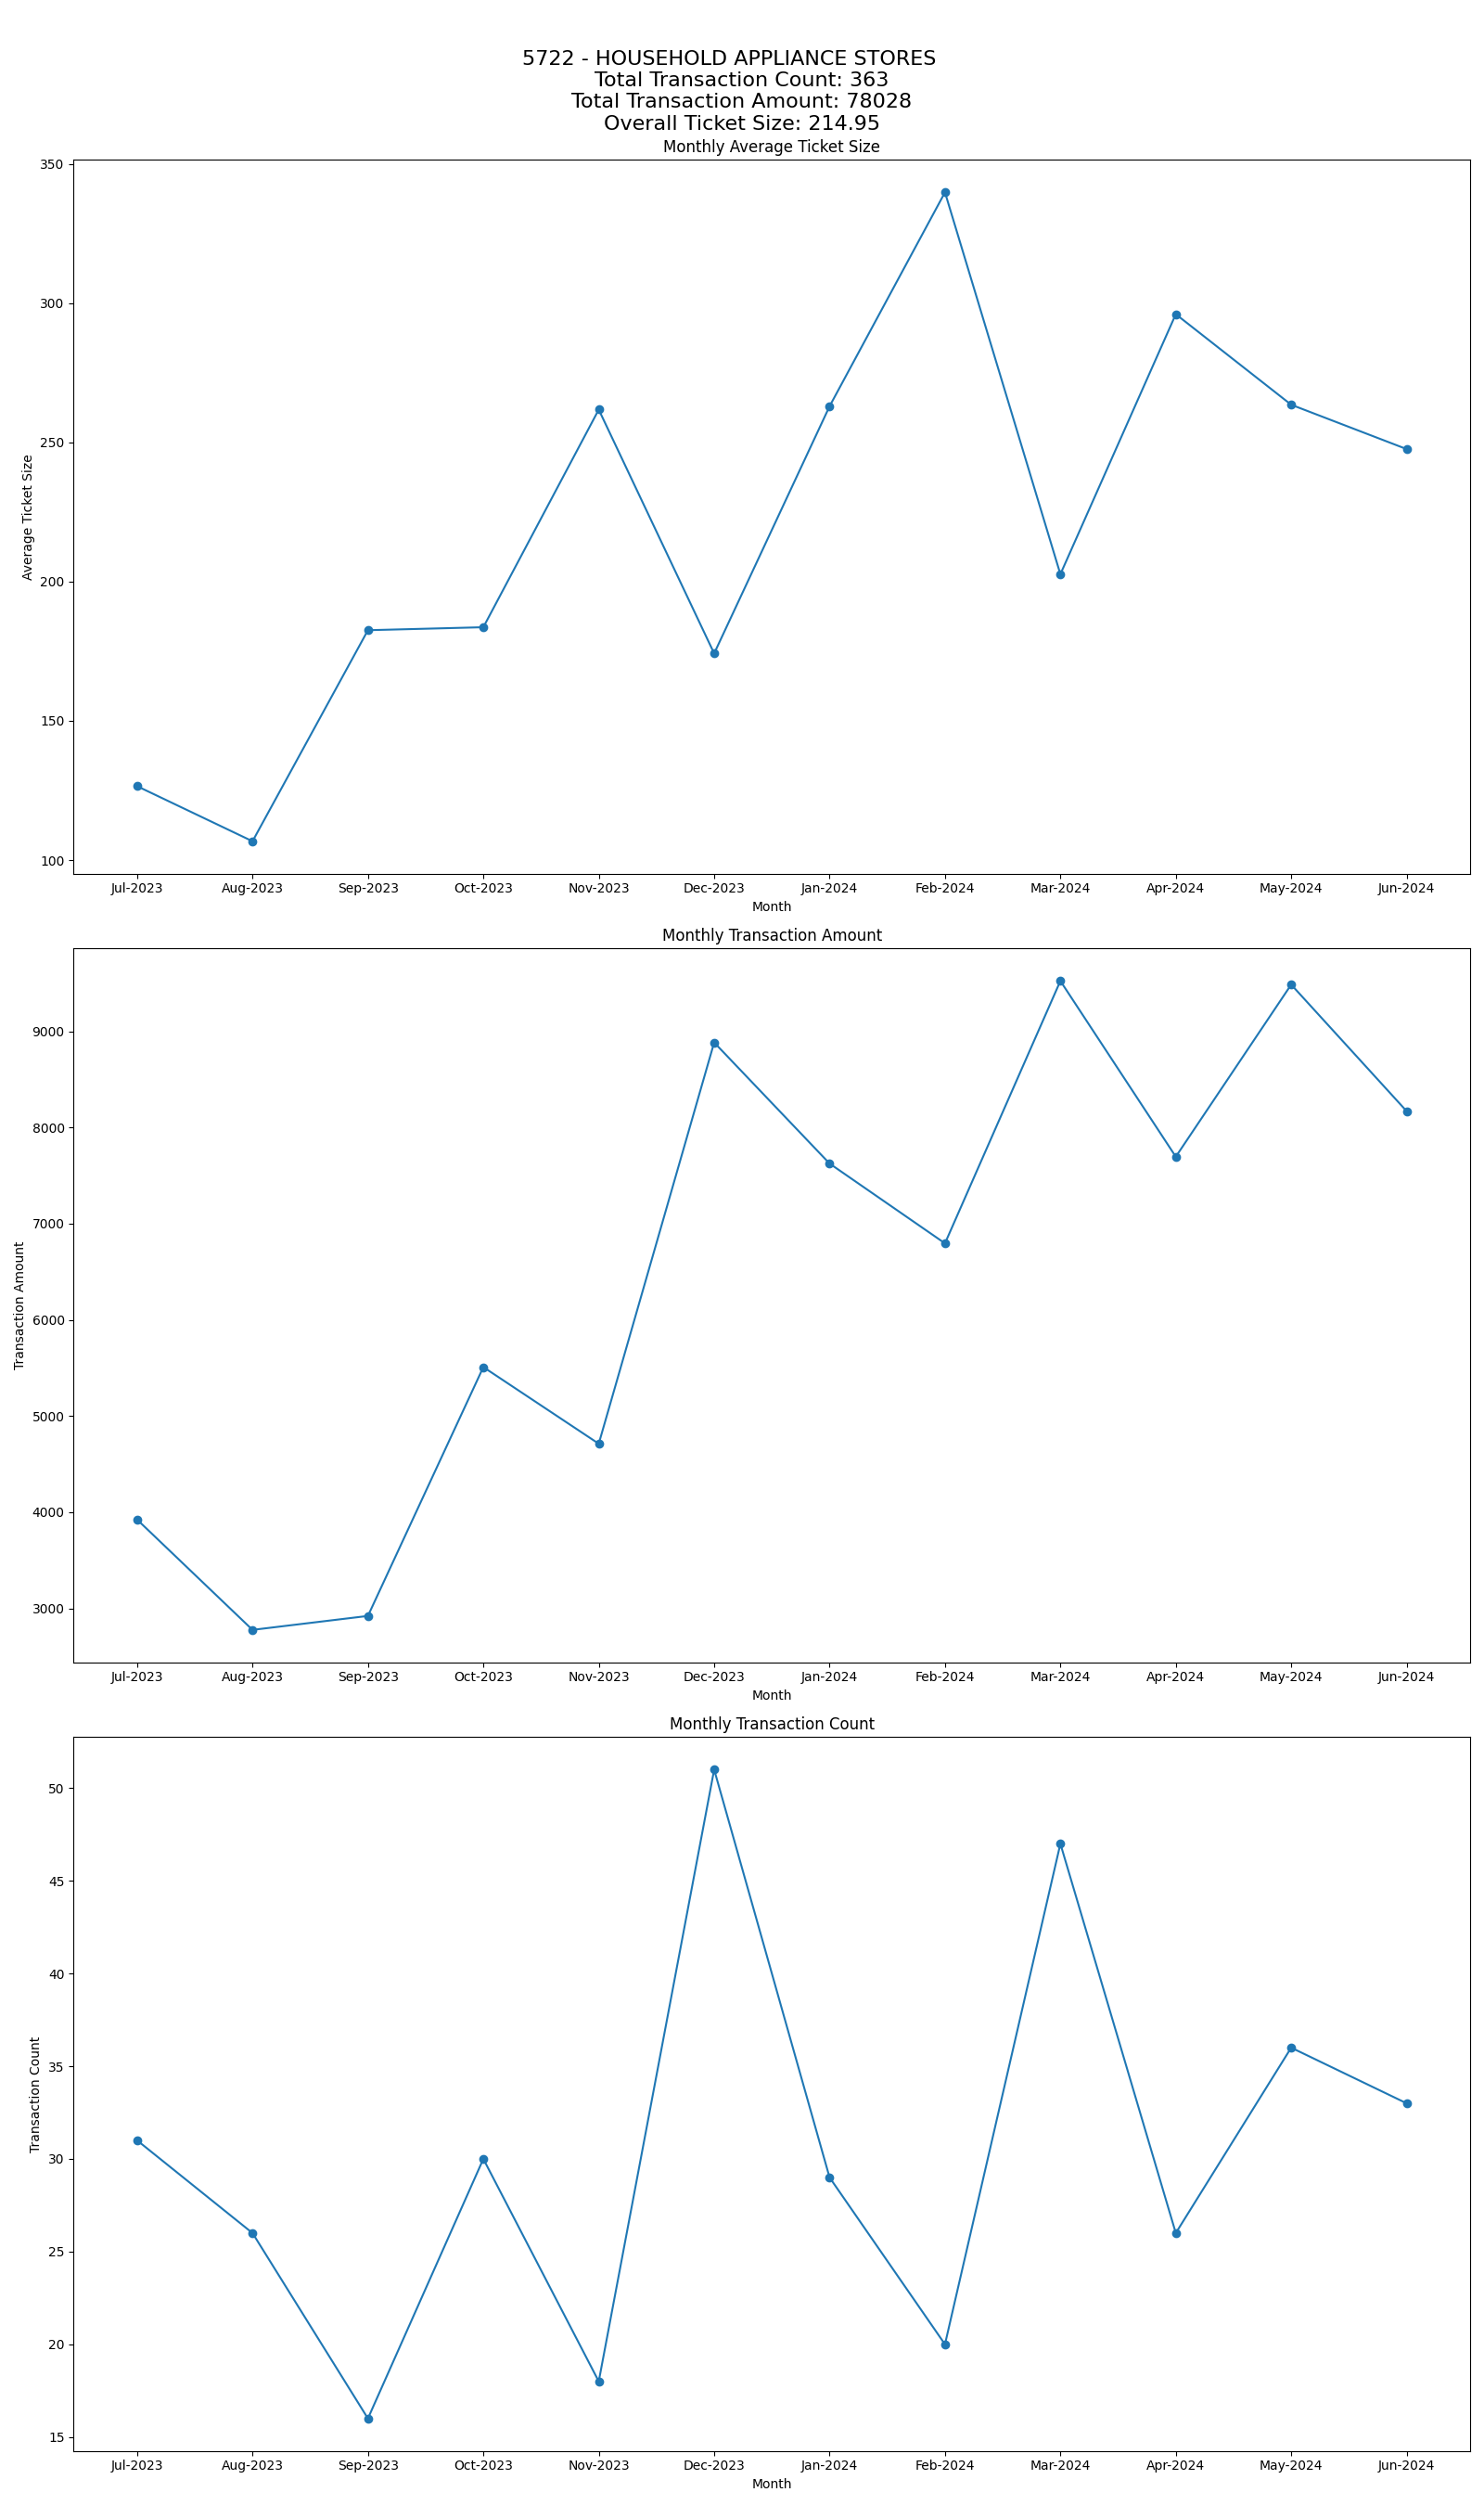 5722 - HOUSEHOLD APPLIANCE STORES
Total Transaction Count: 363
Total Transaction Amount: 78028
Overall Ticket Size: 214.95
Monthly Average Ticket Size
350
300
250
200
150
100
Average Ticket Size
Jul-2023 Aug-2023 Sep-2023 Oct-2023 Nov-2023 Dec-2023 Jan-2024 Feb-2024 Mar-2024 Apr-2024 May-2024 Jun-2024
Month
Monthly Transaction Amount
9000
8000
7000
6000
5000
4000
3000
Transaction Amount
Jul-2023 Aug-2023 Sep-2023 Oct-2023 Nov-2023 Dec-2023 Jan-2024 Feb-2024 Mar-2024 Apr-2024 May-2024 Jun-2024
Month
Monthly Transaction Count
50
45
40
35
30
25
20
15
Transaction Count
Jul-2023 Aug-2023 Sep-2023 Oct-2023 Nov-2023 Dec-2023 Jan-2024 Feb-2024 Mar-2024 Apr-2024 May-2024 Jun-2024
Month